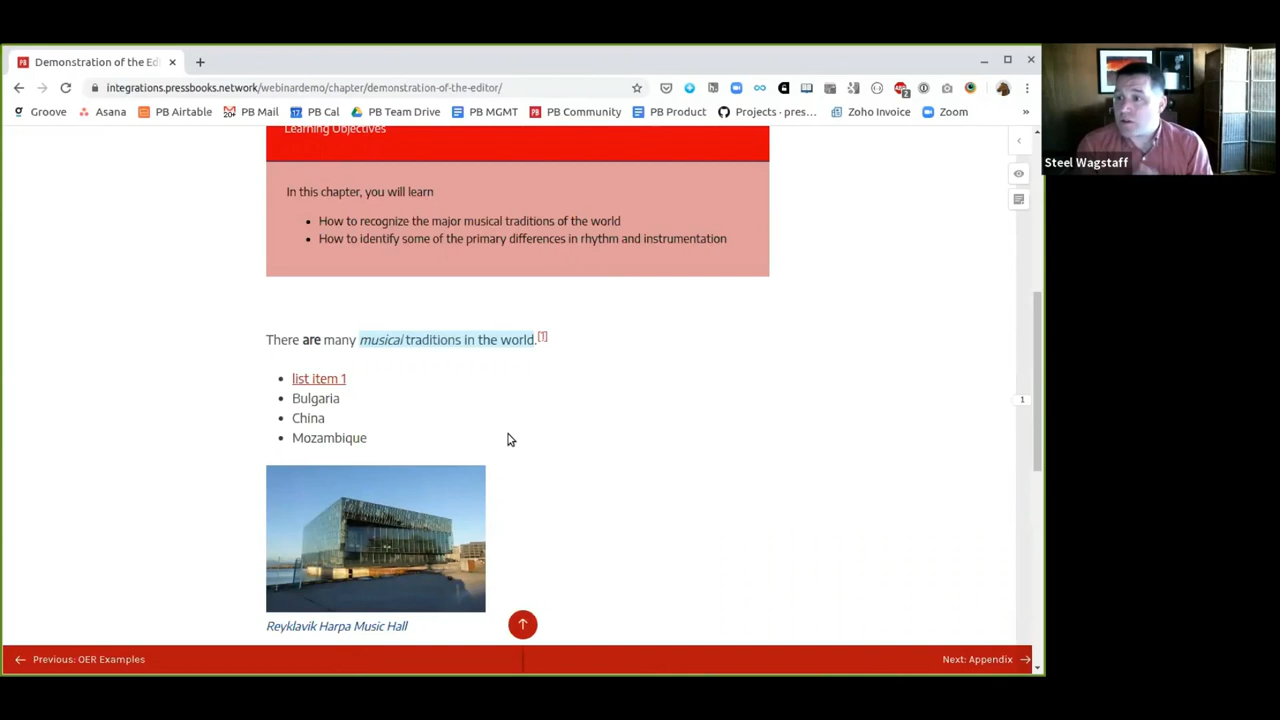 Demonstration of the Edi
integrations.pressbooks.network/webinardemo/chapter/demonstration-of-the-editor/
Groove
Asana
PB Airtable
PB Mail
17 PB Cal
PB Team Drive
PB MGMT
PB Community
PB Product
Projects · pres…
Zoho Invoice
Zoom
»
Steel Wagstaff
Learning Objectives
In this chapter, you will learn
• How to recognize the major musical traditions of the world
• How to identify some of the primary differences in rhythm and instrumentation
There are many musical traditions in the world.[1]
• list item 1
• Bulgaria
• China
• Mozambique
1
Reyklavik Harpa Music Hall
← Previous: OER Examples
Next: Appendix →